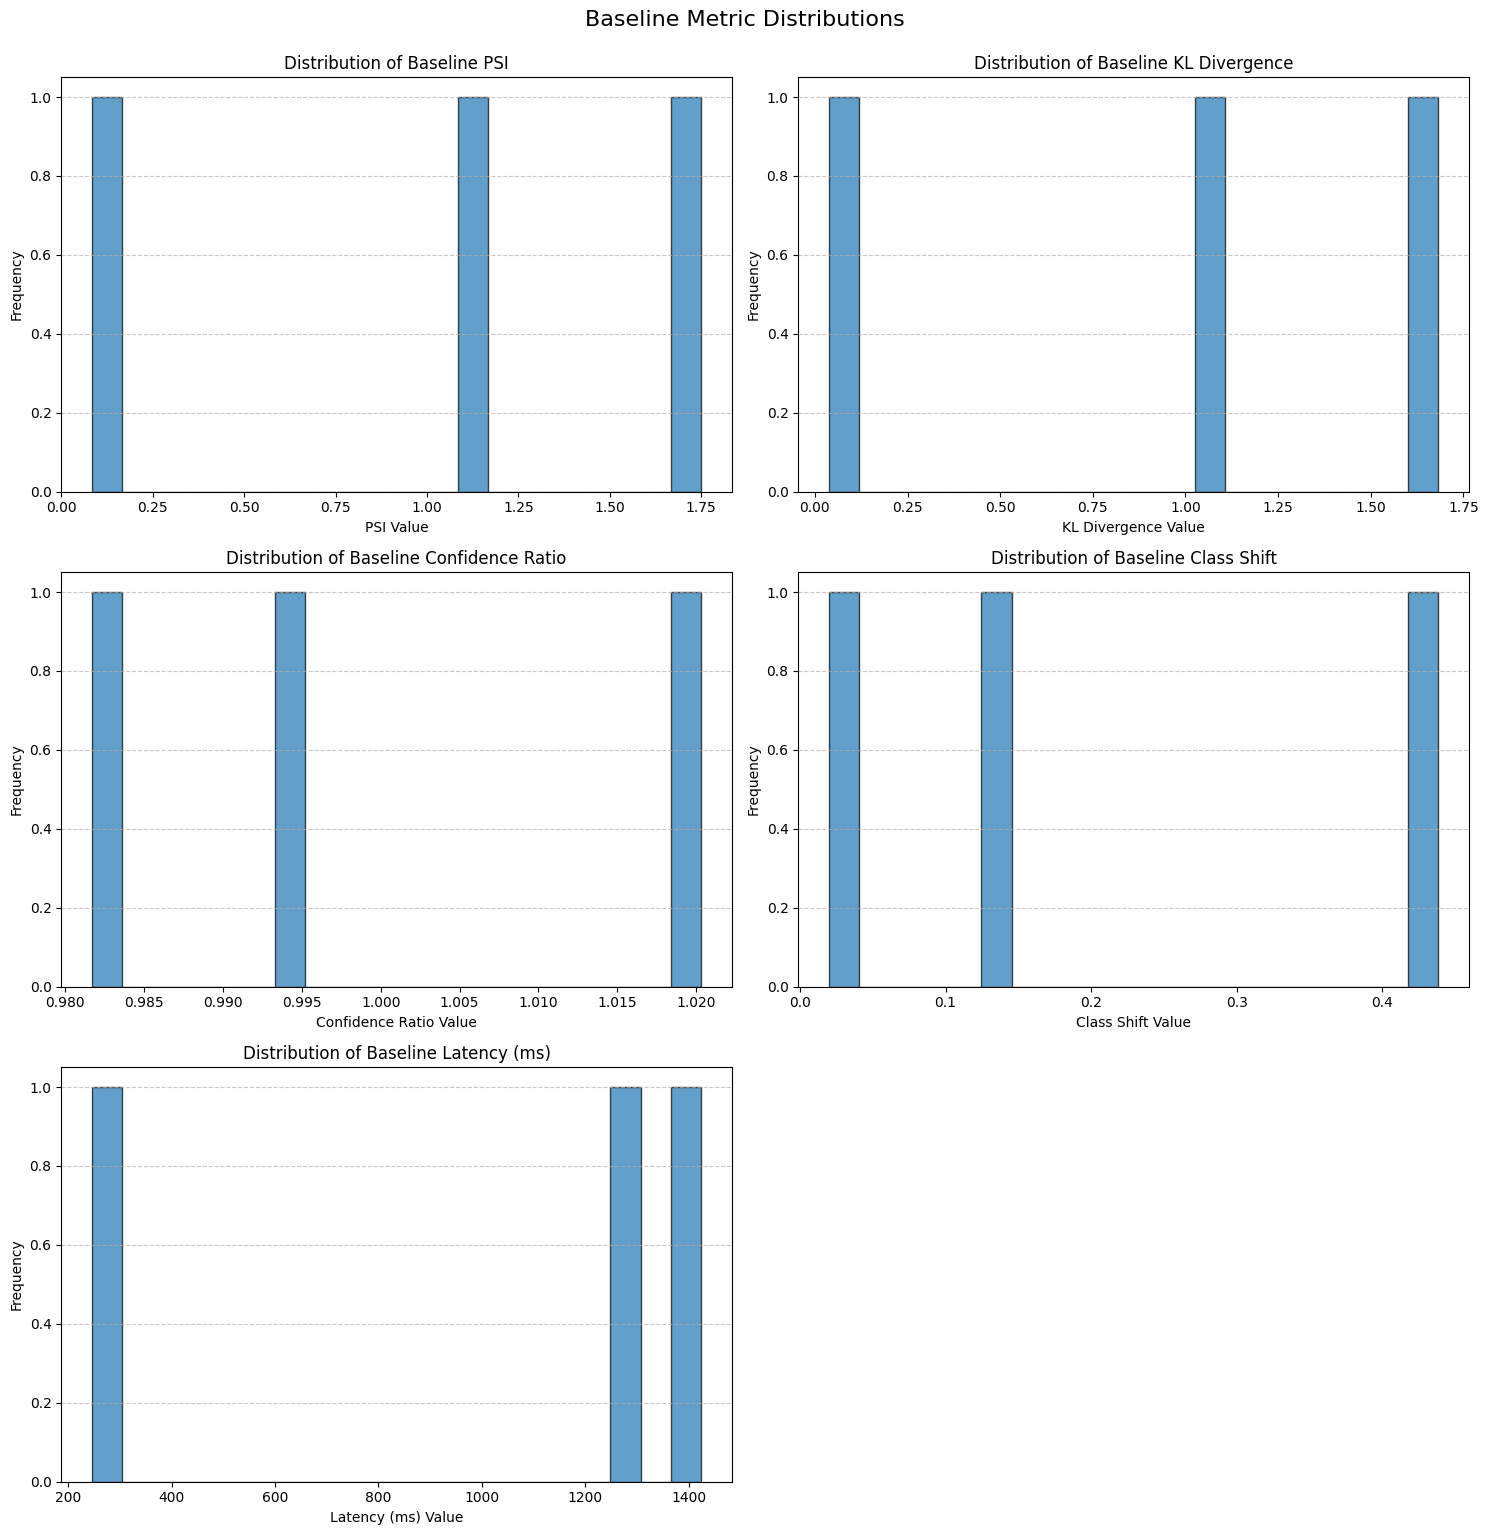 Baseline Metric Distributions
Distribution of Baseline PSI
1.0
0.8
0.6
0.4
0.2
0.0
Frequency
0.00 0.25 0.50 0.75 1.00 1.25 1.50 1.75
PSI Value
Distribution of Baseline KL Divergence
1.0
0.8
0.6
0.4
0.2
0.0
Frequency
0.00 0.25 0.50 0.75 1.00 1.25 1.50 1.75
KL Divergence Value
Distribution of Baseline Confidence Ratio
1.0
0.8
0.6
0.4
0.2
0.0
Frequency
0.980 0.985 0.990 0.995 1.000 1.005 1.010 1.015 1.020
Confidence Ratio Value
Distribution of Baseline Class Shift
1.0
0.8
0.6
0.4
0.2
0.0
Frequency
0.0 0.1 0.2 0.3 0.4
Class Shift Value
Distribution of Baseline Latency (ms)
1.0
0.8
0.6
0.4
0.2
0.0
Frequency
200 400 600 800 1000 1200 1400
Latency (ms) Value